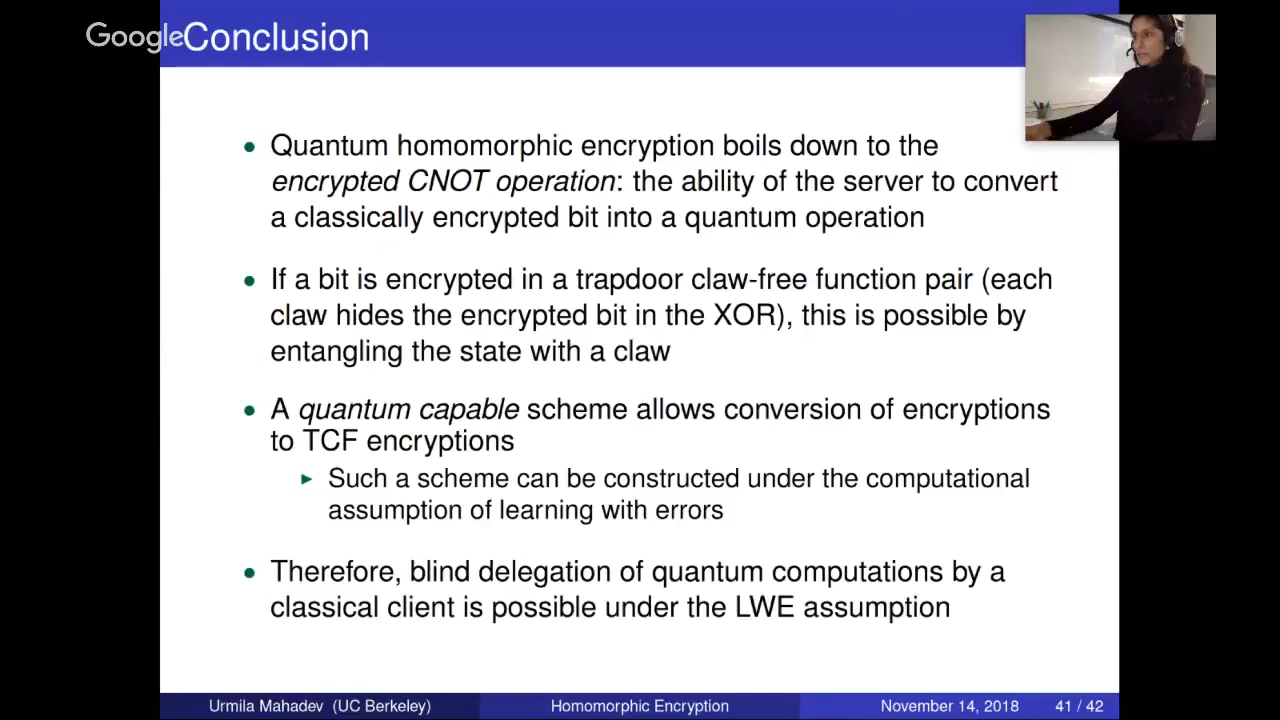 Google Conclusion
• Quantum homomorphic encryption boils down to the
encrypted CNOT operation: the ability of the server to convert
a classically encrypted bit into a quantum operation
• If a bit is encrypted in a trapdoor claw-free function pair (each
claw hides the encrypted bit in the XOR), this is possible by
entangling the state with a claw
• A quantum capable scheme allows conversion of encryptions
to TCF encryptions
▶ Such a scheme can be constructed under the computational
assumption of learning with errors
• Therefore, blind delegation of quantum computations by a
classical client is possible under the LWE assumption
Urmila Mahadev (UC Berkeley) Homomorphic Encryption November 14, 2018 41 / 42